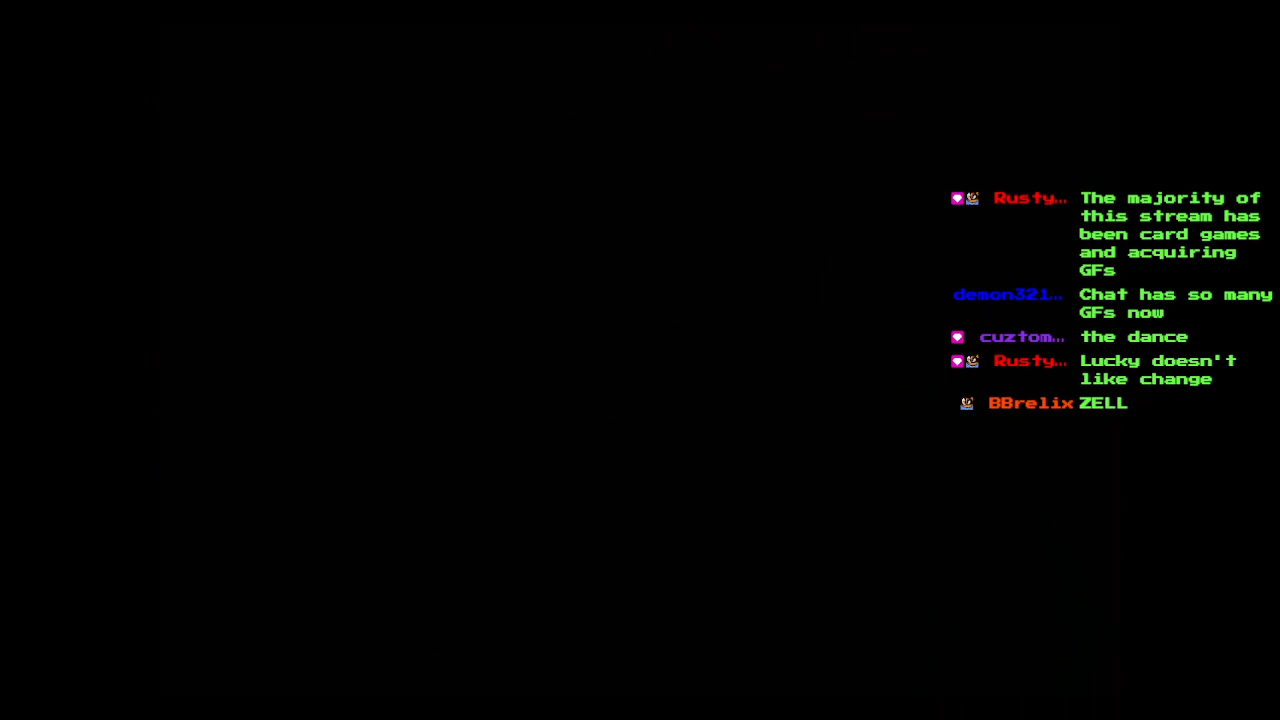 Rusty… The majority of
this stream has
been card games
and acquiring
GFs
demon321… Chat has so many
GFs now
cuztom… the dance
Rusty… Lucky doesn't
like change
BBrelix ZELL